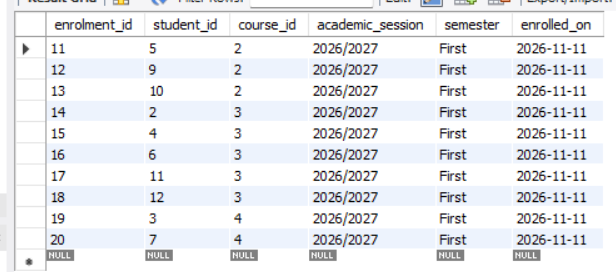 Result Grid Filter Rows: Edit: Export/Import:
enrolment_id student_id course_id academic_session semester enrolled_on
11 5 2 2026/2027 First 2026-11-11
12 9 2 2026/2027 First 2026-11-11
13 10 2 2026/2027 First 2026-11-11
14 2 3 2026/2027 First 2026-11-11
15 4 3 2026/2027 First 2026-11-11
16 6 3 2026/2027 First 2026-11-11
17 11 3 2026/2027 First 2026-11-11
18 12 3 2026/2027 First 2026-11-11
19 3 4 2026/2027 First 2026-11-11
20 7 4 2026/2027 First 2026-11-11
NULL NULL NULL NULL NULL NULL